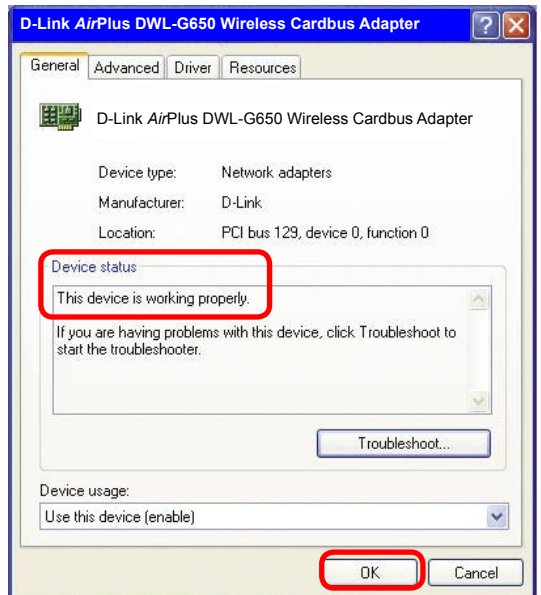 D-Link AirPlus DWL-G650 Wireless Cardbus Adapter
General Advanced Driver Resources
D-Link AirPlus DWL-G650 Wireless Cardbus Adapter
Device type: Network adapters
Manufacturer: D-Link
Location: PCI bus 129, device 0, function 0
Device status
This device is working properly.
If you are having problems with this device, click Troubleshoot to
start the troubleshooter.
Troubleshoot...
Device usage:
Use this device (enable)
OK Cancel